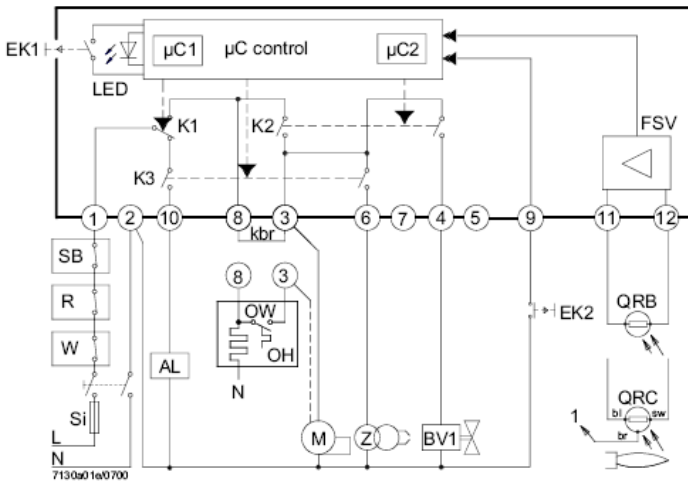 EK1
LED
µC1
µC control
µC2
FSV
K1
K2
K3
1
2
10
8
3
6
7
4
5
9
11
12
kbr
SB
R
W
Si
L
N
AL
8
3
OW
OH
N
M
Z
BV1
EK2
QRB
QRC
bl
sw
br
1
7130a01e/0700